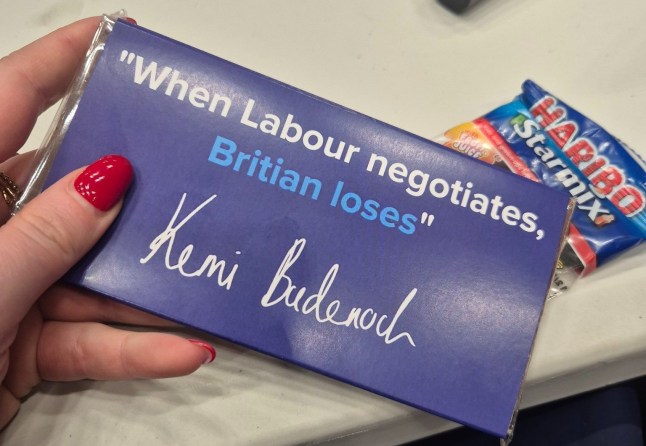 "When Labour negotiates,
Britian loses"
Kemi Badenoch
HARIBO
Starmix